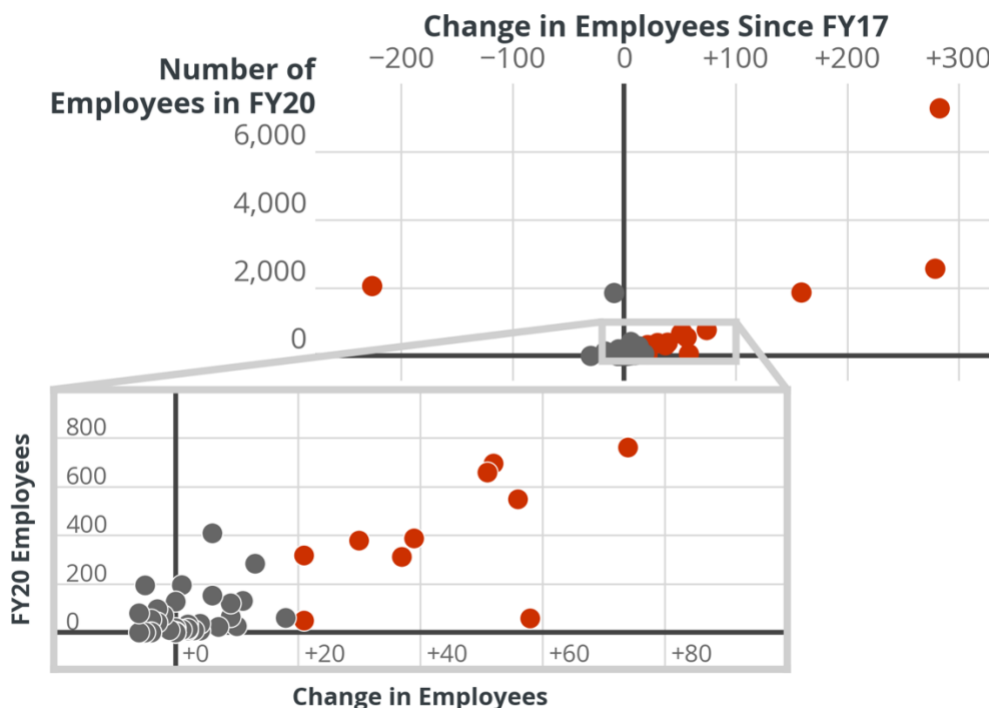 Change in Employees Since FY17
−200 −100 0 +100 +200 +300
Number of
Employees in FY20
6,000
4,000
2,000
0
800
600
400
200
0
+0 +20 +40 +60 +80
FY20 Employees
Change in Employees